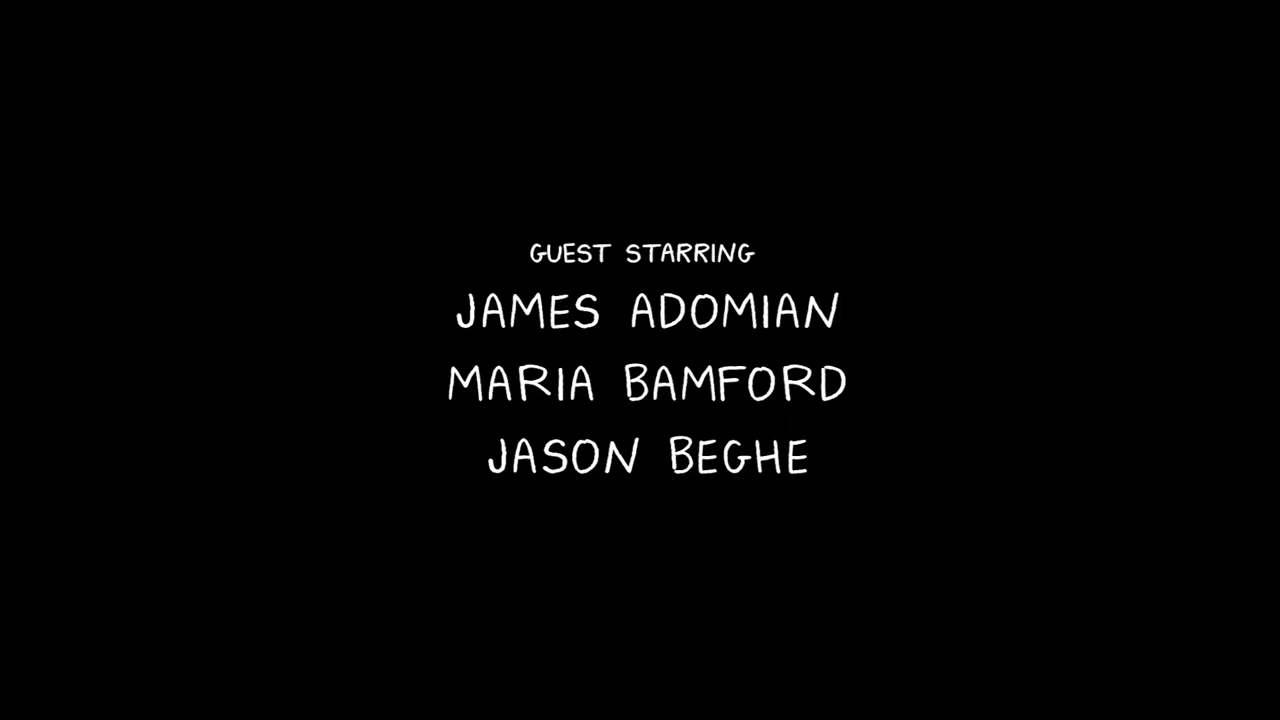 GUEST STARRING
JAMES ADOMIAN
MARIA BAMFORD
JASON BEGHE